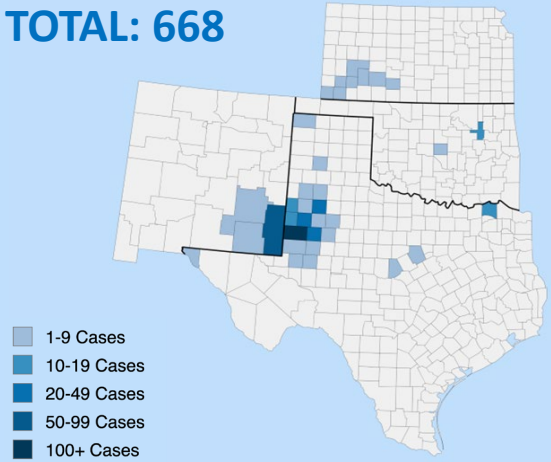 TOTAL: 668
1-9 Cases
10-19 Cases
20-49 Cases
50-99 Cases
100+ Cases